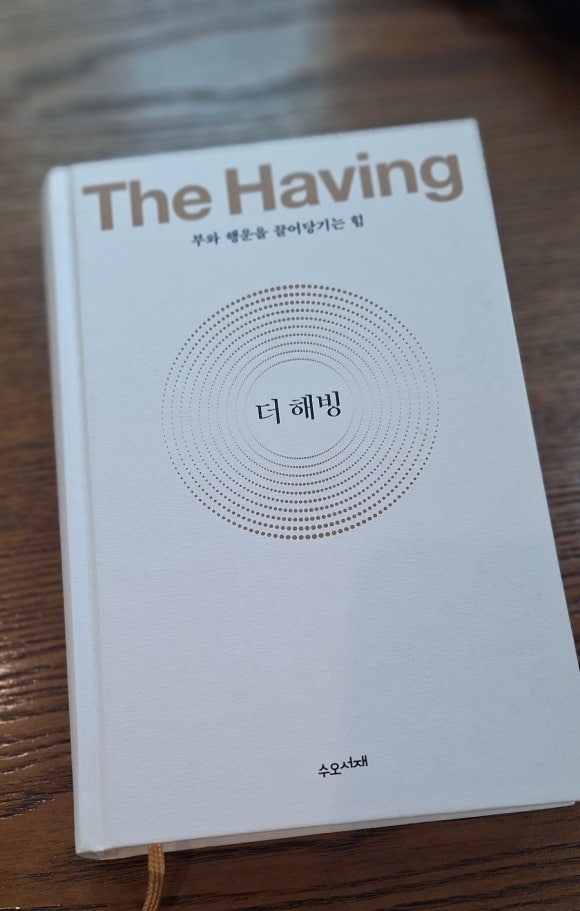 The Having
부와 행운을 끌어당기는 힘
더 해빙
수오서재